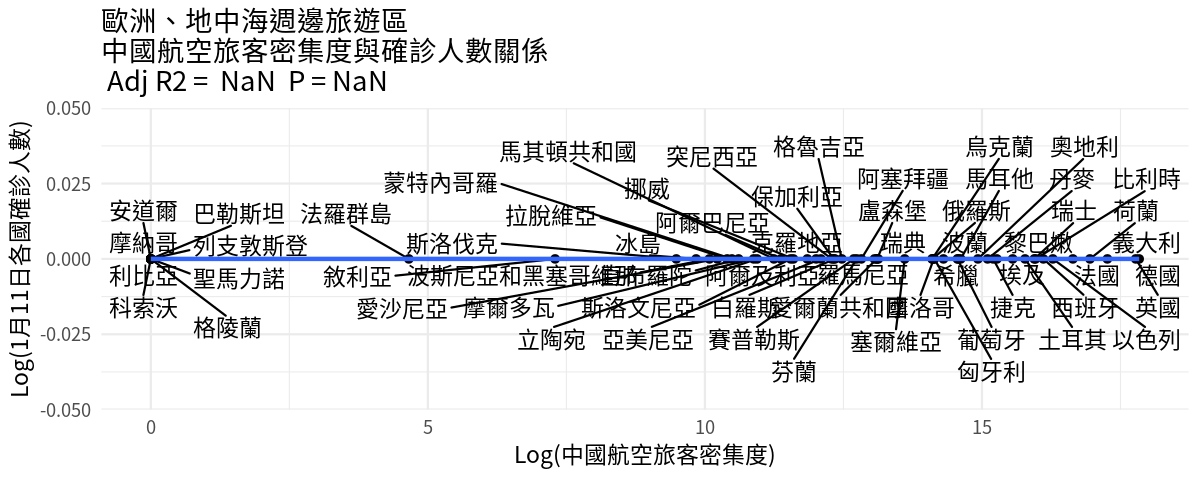 歐洲、地中海週邊旅遊區
中國航空旅客密集度與確診人數關係
Adj R2 = NaN P = NaN
Log(1月11日各國確診人數)
0.050
0.025
0.000
-0.025
-0.050
馬其頓共和國
突尼西亞
格魯吉亞
烏克蘭
奧地利
蒙特內哥羅
挪威
保加利亞
阿塞拜疆
馬耳他
丹麥
比利時
安道爾
巴勒斯坦
法羅群島
拉脫維亞
阿爾巴尼亞
盧森堡
俄羅斯
瑞士
荷蘭
摩納哥
列支敦斯登
斯洛伐克
冰島
克羅地亞
瑞典
波蘭
黎巴嫩
義大利
利比亞
聖馬力諾
敘利亞
波斯尼亞和黑塞哥維那
直布羅陀
阿爾及利亞
羅馬尼亞
希臘
埃及
法國
德國
科索沃
格陵蘭
愛沙尼亞
摩爾多瓦
斯洛文尼亞
白羅斯
愛爾蘭共和國
摩洛哥
捷克
西班牙
英國
立陶宛
亞美尼亞
賽普勒斯
塞爾維亞
葡萄牙
土耳其
以色列
芬蘭
匈牙利
0
5
10
15
Log(中國航空旅客密集度)